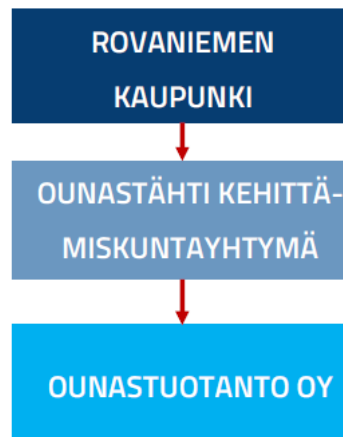 ROVANIEMEN
KAUPUNKI
OUNASTÄHTI KEHITTÄ-
MISKUNTAYHTYMÄ
OUNASTUOTANTO OY